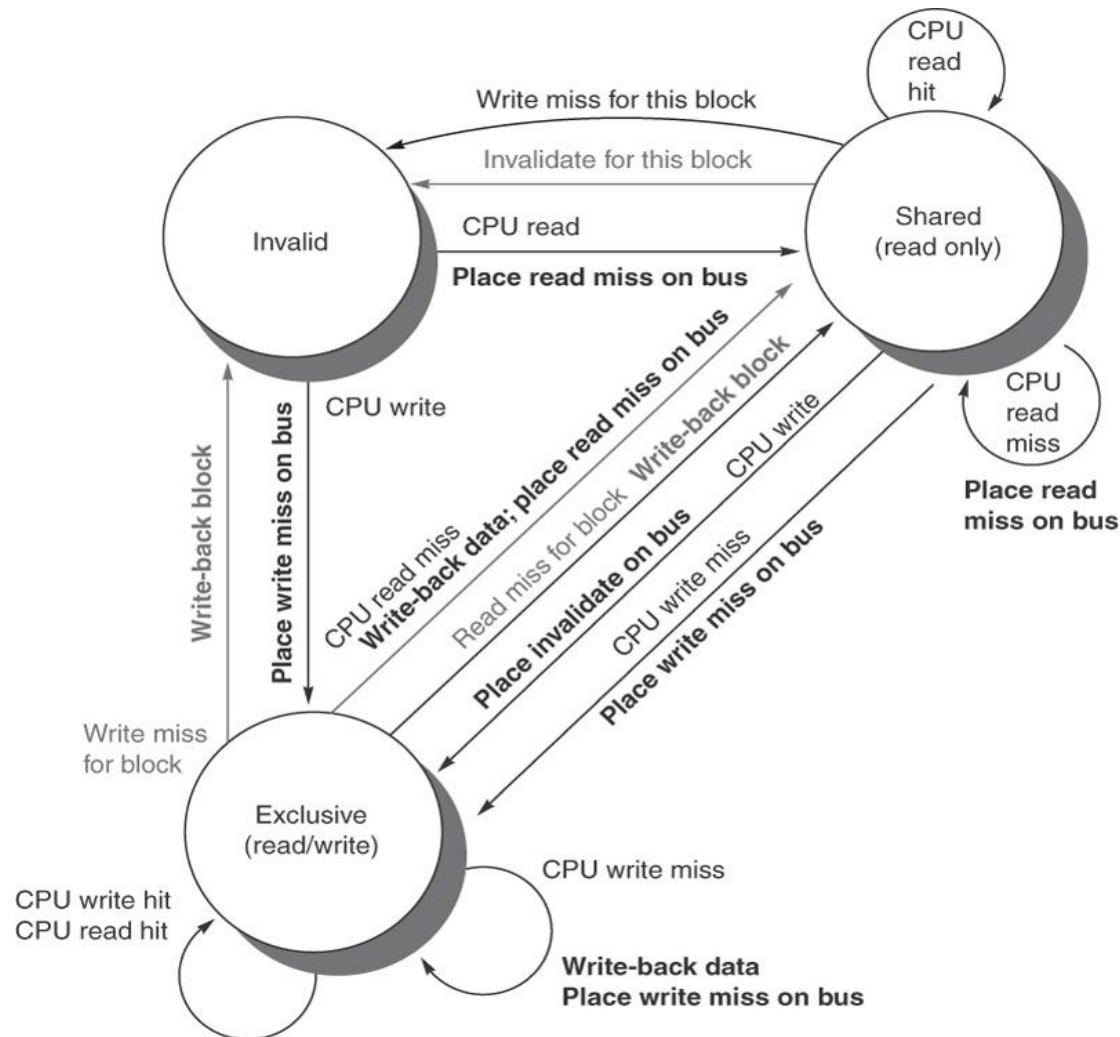 CPU
read
hit
Write miss for this block
Invalidate for this block
Invalid
CPU read
Place read miss on bus
Shared
(read only)
CPU
read
miss
Place read
miss on bus
CPU write
Place write miss on bus
Write-back block
CPU read miss
Write-back data; place read miss on bus
Read miss for block Write-back block
CPU write
Place invalidate on bus
CPU write miss
Place write miss on bus
Write miss
for block
Exclusive
(read/write)
CPU write miss
CPU write hit
CPU read hit
Write-back data
Place write miss on bus